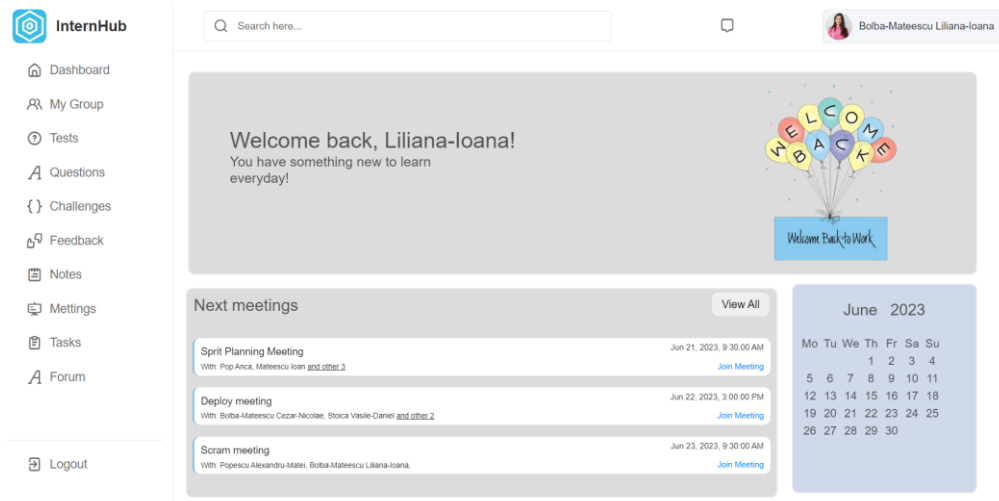 InternHub
Search here...
Bolba-Mateescu Liliana-Ioana
Dashboard
My Group
Tests
Questions
Challenges
Feedback
Notes
Mettings
Tasks
Forum
Logout
Welcome back, Liliana-Ioana!
You have something new to learn
everyday!
WELCOME
BACK
Welcome Back to Work
Next meetings
View All
Sprit Planning Meeting
Jun 21, 2023, 9:30:00 AM
With: Pop Anca, Mateescu Ioan and other 3
Join Meeting
Deploy meeting
Jun 22, 2023, 3:00:00 PM
With: Bolba-Mateescu Cezar-Nicolae, Stoica Vasile-Daniel and other 2
Join Meeting
Scram meeting
Jun 23, 2023, 9:30:00 AM
With: Popescu Alexandru-Matei, Bolba-Mateescu Liliana-Ioana,
Join Meeting
June 2023
Mo Tu We Th Fr Sa Su
1 2 3 4
5 6 7 8 9 10 11
12 13 14 15 16 17 18
19 20 21 22 23 24 25
26 27 28 29 30